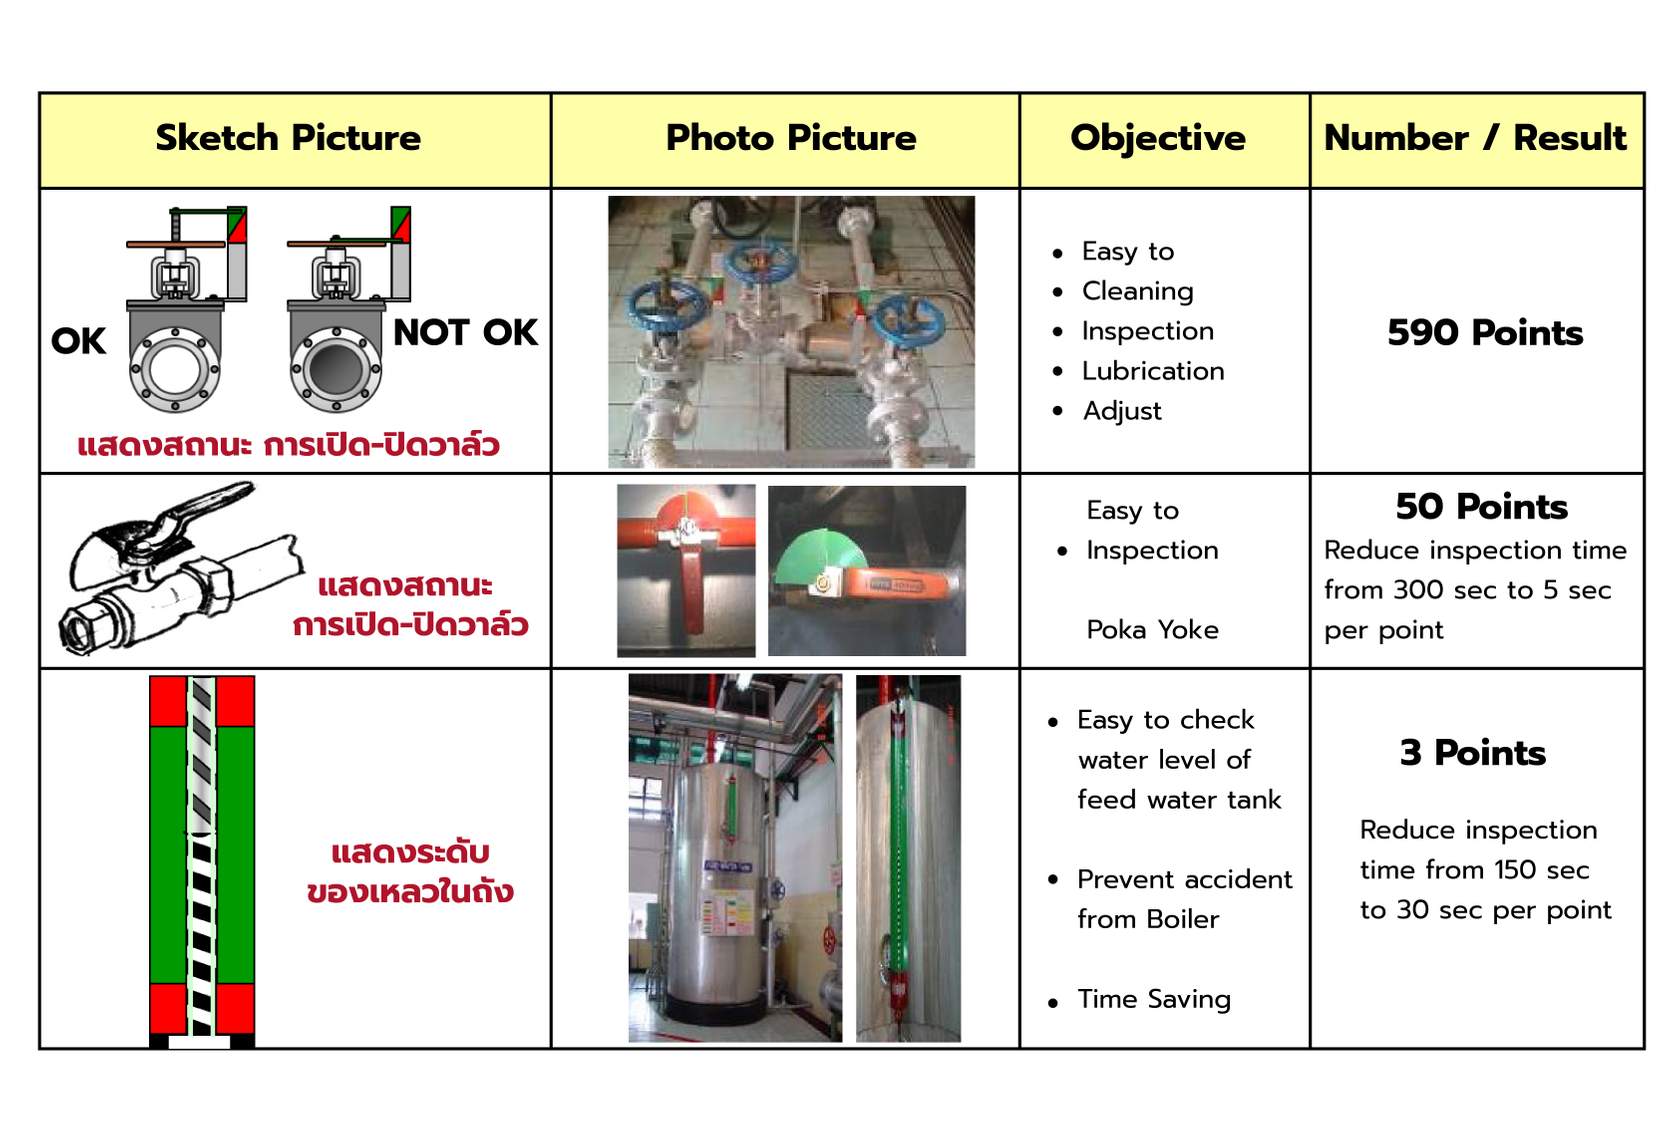 Sketch Picture
Photo Picture
Objective
Number / Result
OK
NOT OK
แสดงสถานะ การเปิด-ปิดวาล์ว
• Easy to
• Cleaning
• Inspection
• Lubrication
• Adjust
590 Points
แสดงสถานะ
การเปิด-ปิดวาล์ว
Easy to
• Inspection
Poka Yoke
50 Points
Reduce inspection time
from 300 sec to 5 sec
per point
แสดงระดับ
ของเหลวในถัง
• Easy to check
water level of
feed water tank
• Prevent accident
from Boiler
• Time Saving
3 Points
Reduce inspection
time from 150 sec
to 30 sec per point